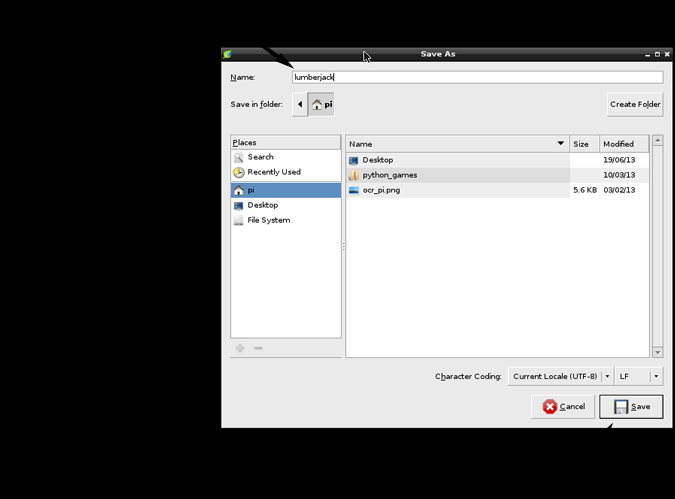 Save As
Name: lumberjack
Save in folder: pi Create Folder
Places
Search
Recently Used
pi
Desktop
File System
Name Size Modified
Desktop 19/06/13
python_games 10/03/13
ocr_pi.png 5.6 KB 03/02/13
Character Coding: Current Locale (UTF-8) LF
Cancel Save